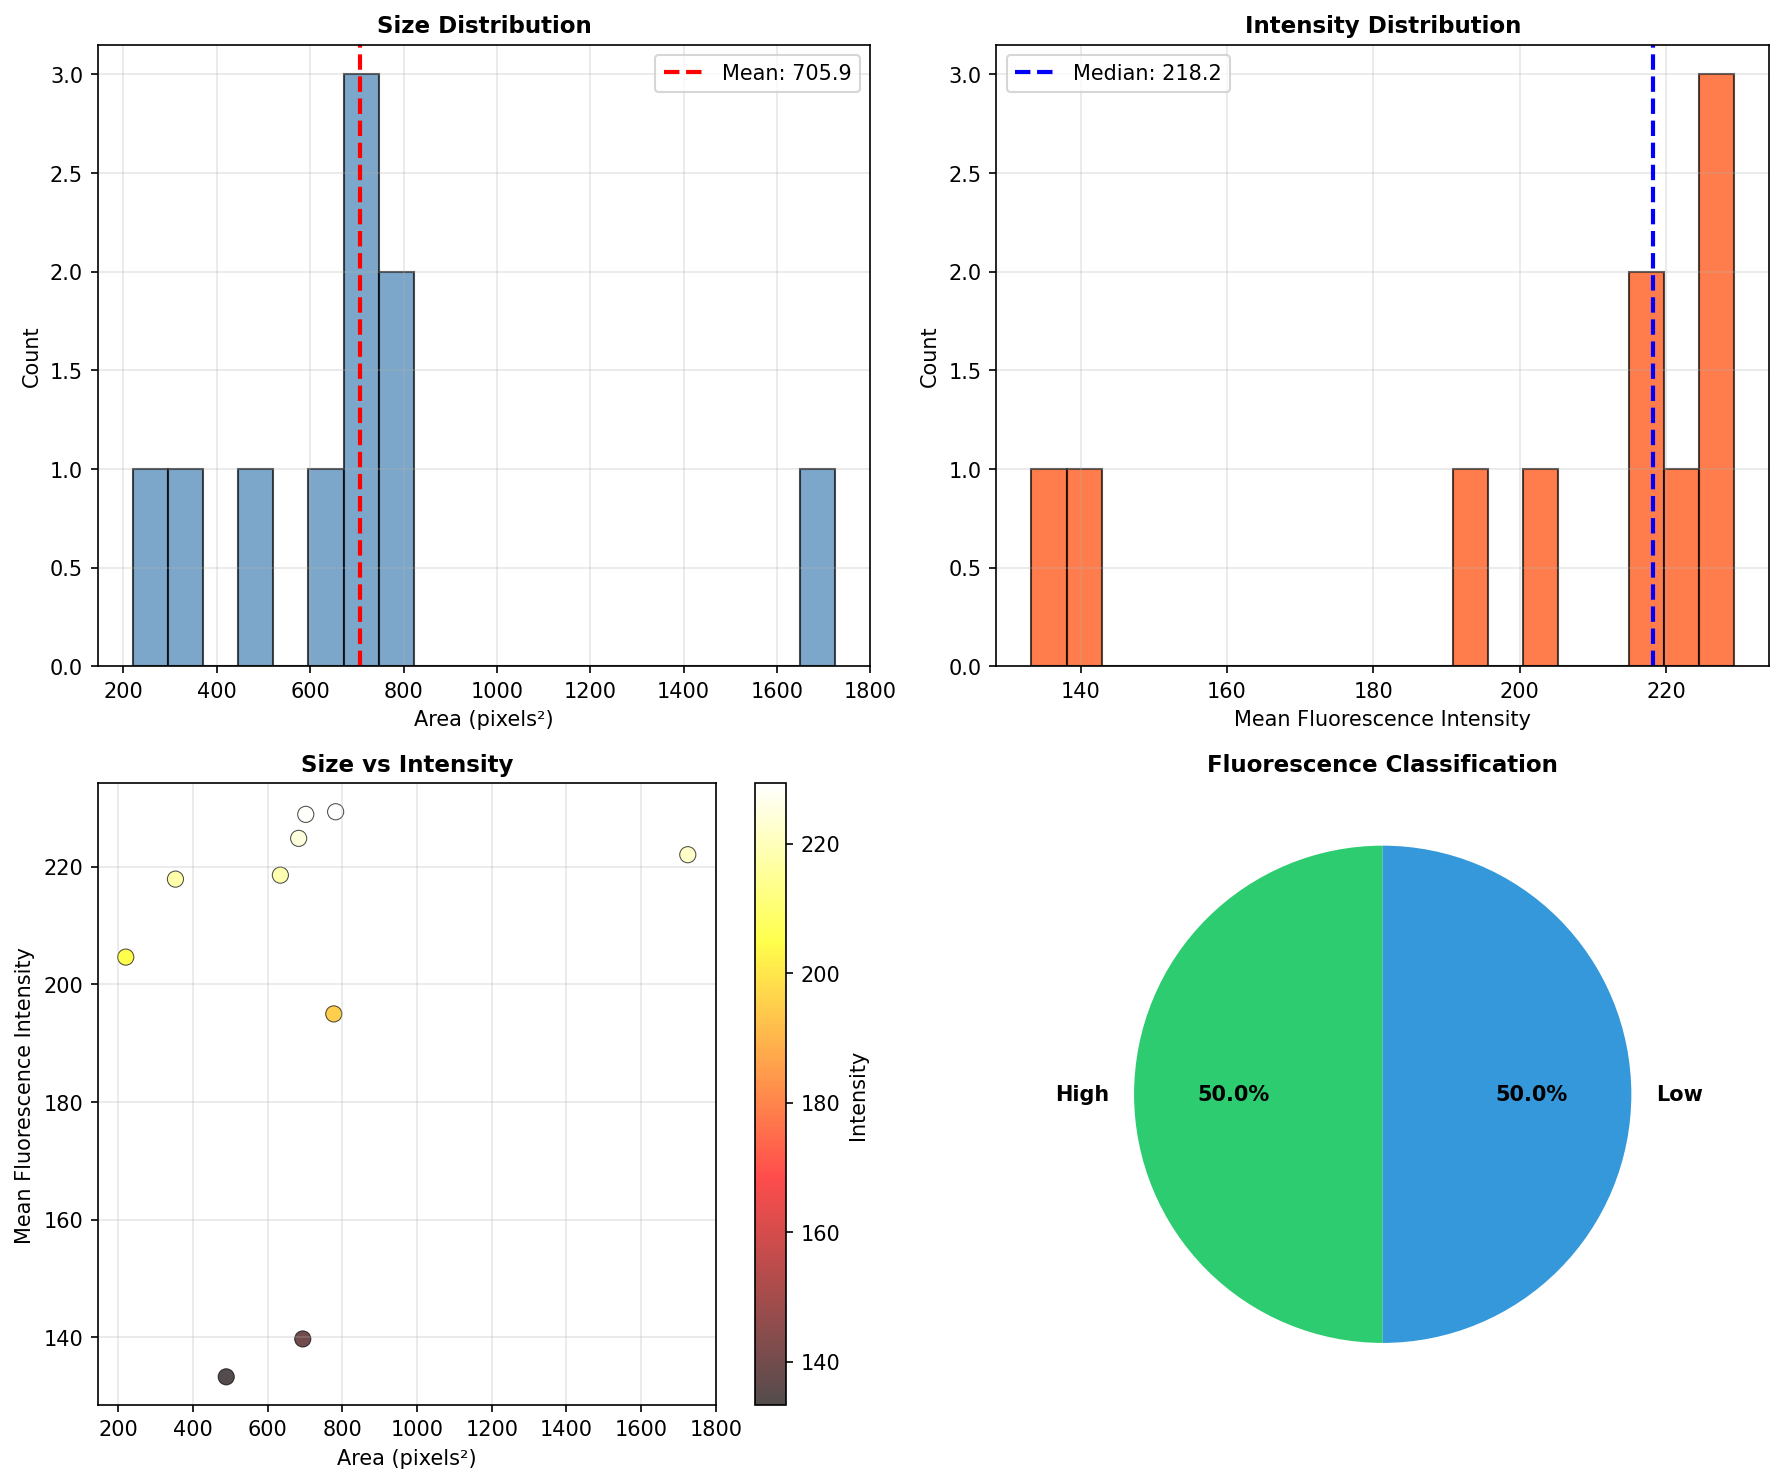 Size Distribution
Mean: 705.9
3.0
2.5
2.0
1.5
1.0
0.5
0.0
Count
200 400 600 800 1000 1200 1400 1600 1800
Area (pixels²)
Intensity Distribution
Median: 218.2
3.0
2.5
2.0
1.5
1.0
0.5
0.0
Count
140 160 180 200 220
Mean Fluorescence Intensity
Size vs Intensity
220
200
180
160
140
Mean Fluorescence Intensity
200 400 600 800 1000 1200 1400 1600 1800
Area (pixels²)
220
200
180
160
140
Intensity
Fluorescence Classification
High 50.0% 50.0% Low